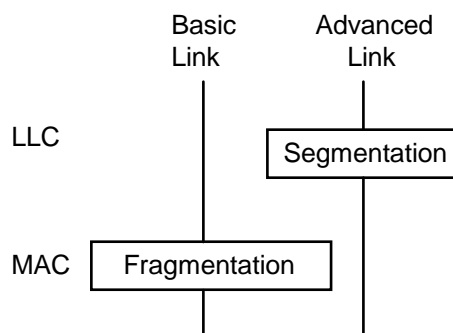 Basic Advanced
Link Link
LLC
Segmentation
MAC Fragmentation